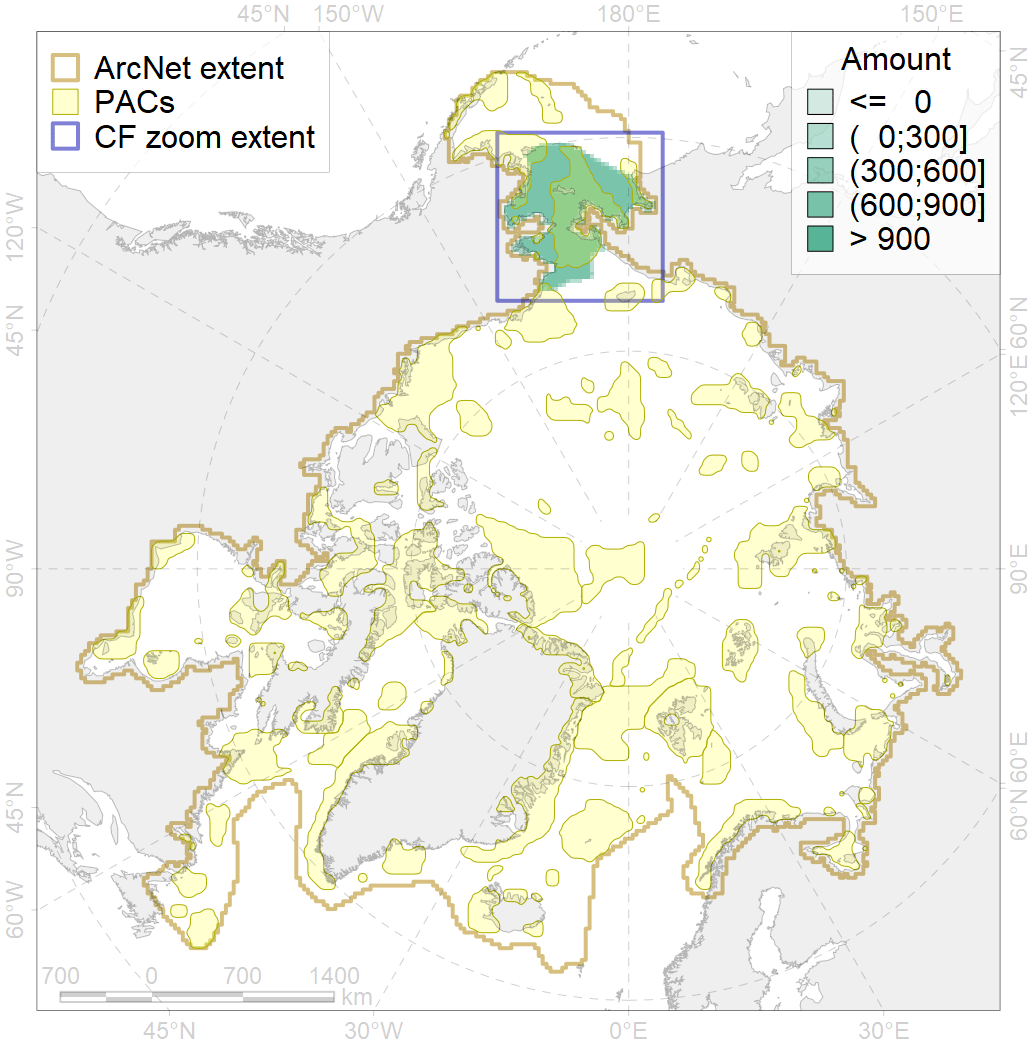 45°N 150°W 180°E 150°E
ArcNet extent
PACs
CF zoom extent
Amount
<= 0
( 0;300]
(300;600]
(600;900]
> 900
45°N
120°W
60°N
45°N
120°E
90°W
90°E
60°E
45°N
60°N
60°W
700 0 700 1400
km
45°N 30°W 0°E 30°E